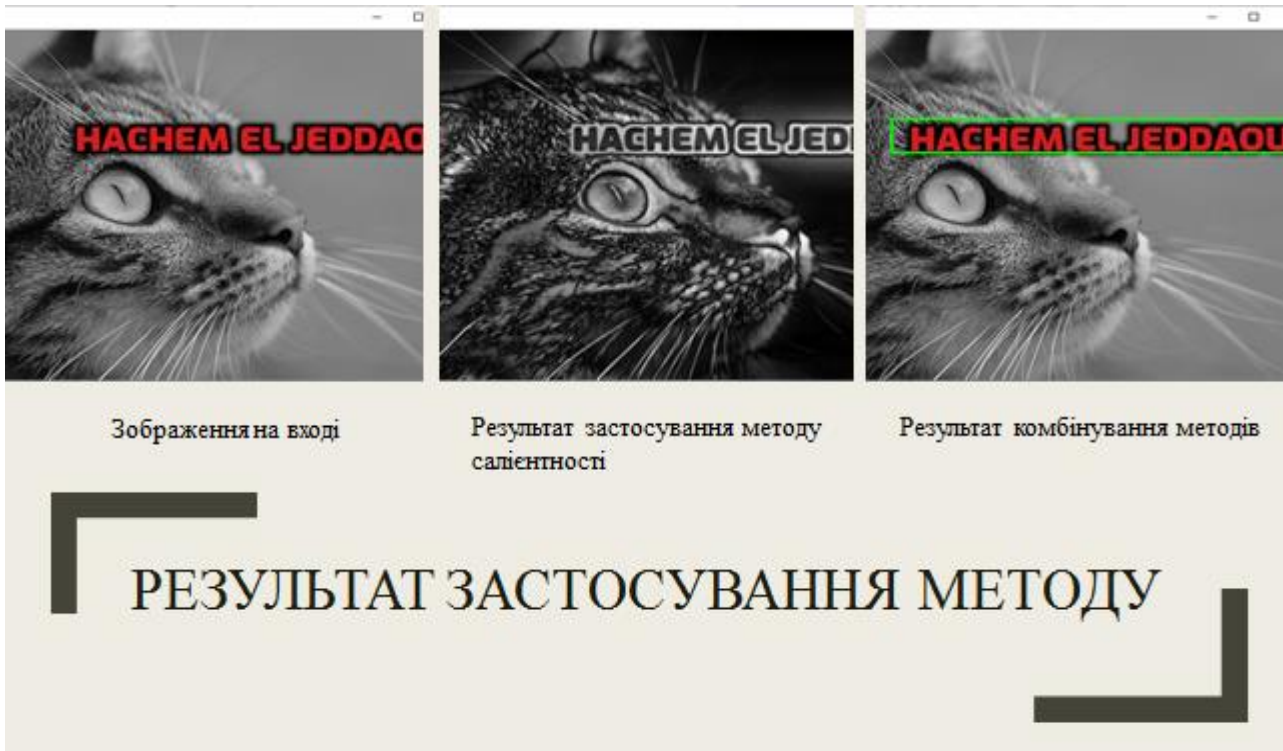 HACHEM EL JEDDAO
HACHEM EL JEDI
HACHEM EL JEDDAOU
Зображення на вході
Результат застосування методу
салієнтності
Результат комбінування методів
РЕЗУЛЬТАТ ЗАСТОСУВАННЯ МЕТОДУ